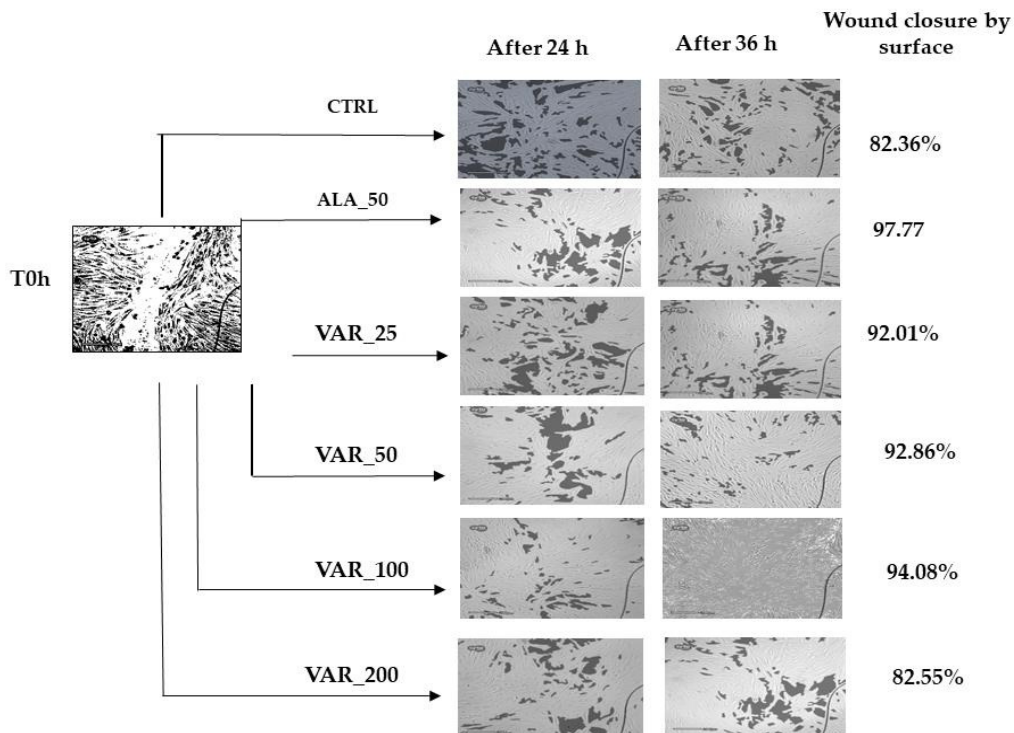 After 24 h
After 36 h
Wound closure by
surface
CTRL
82.36%
ALA_50
97.77
T0h
VAR_25
92.01%
VAR_50
92.86%
VAR_100
94.08%
VAR_200
82.55%